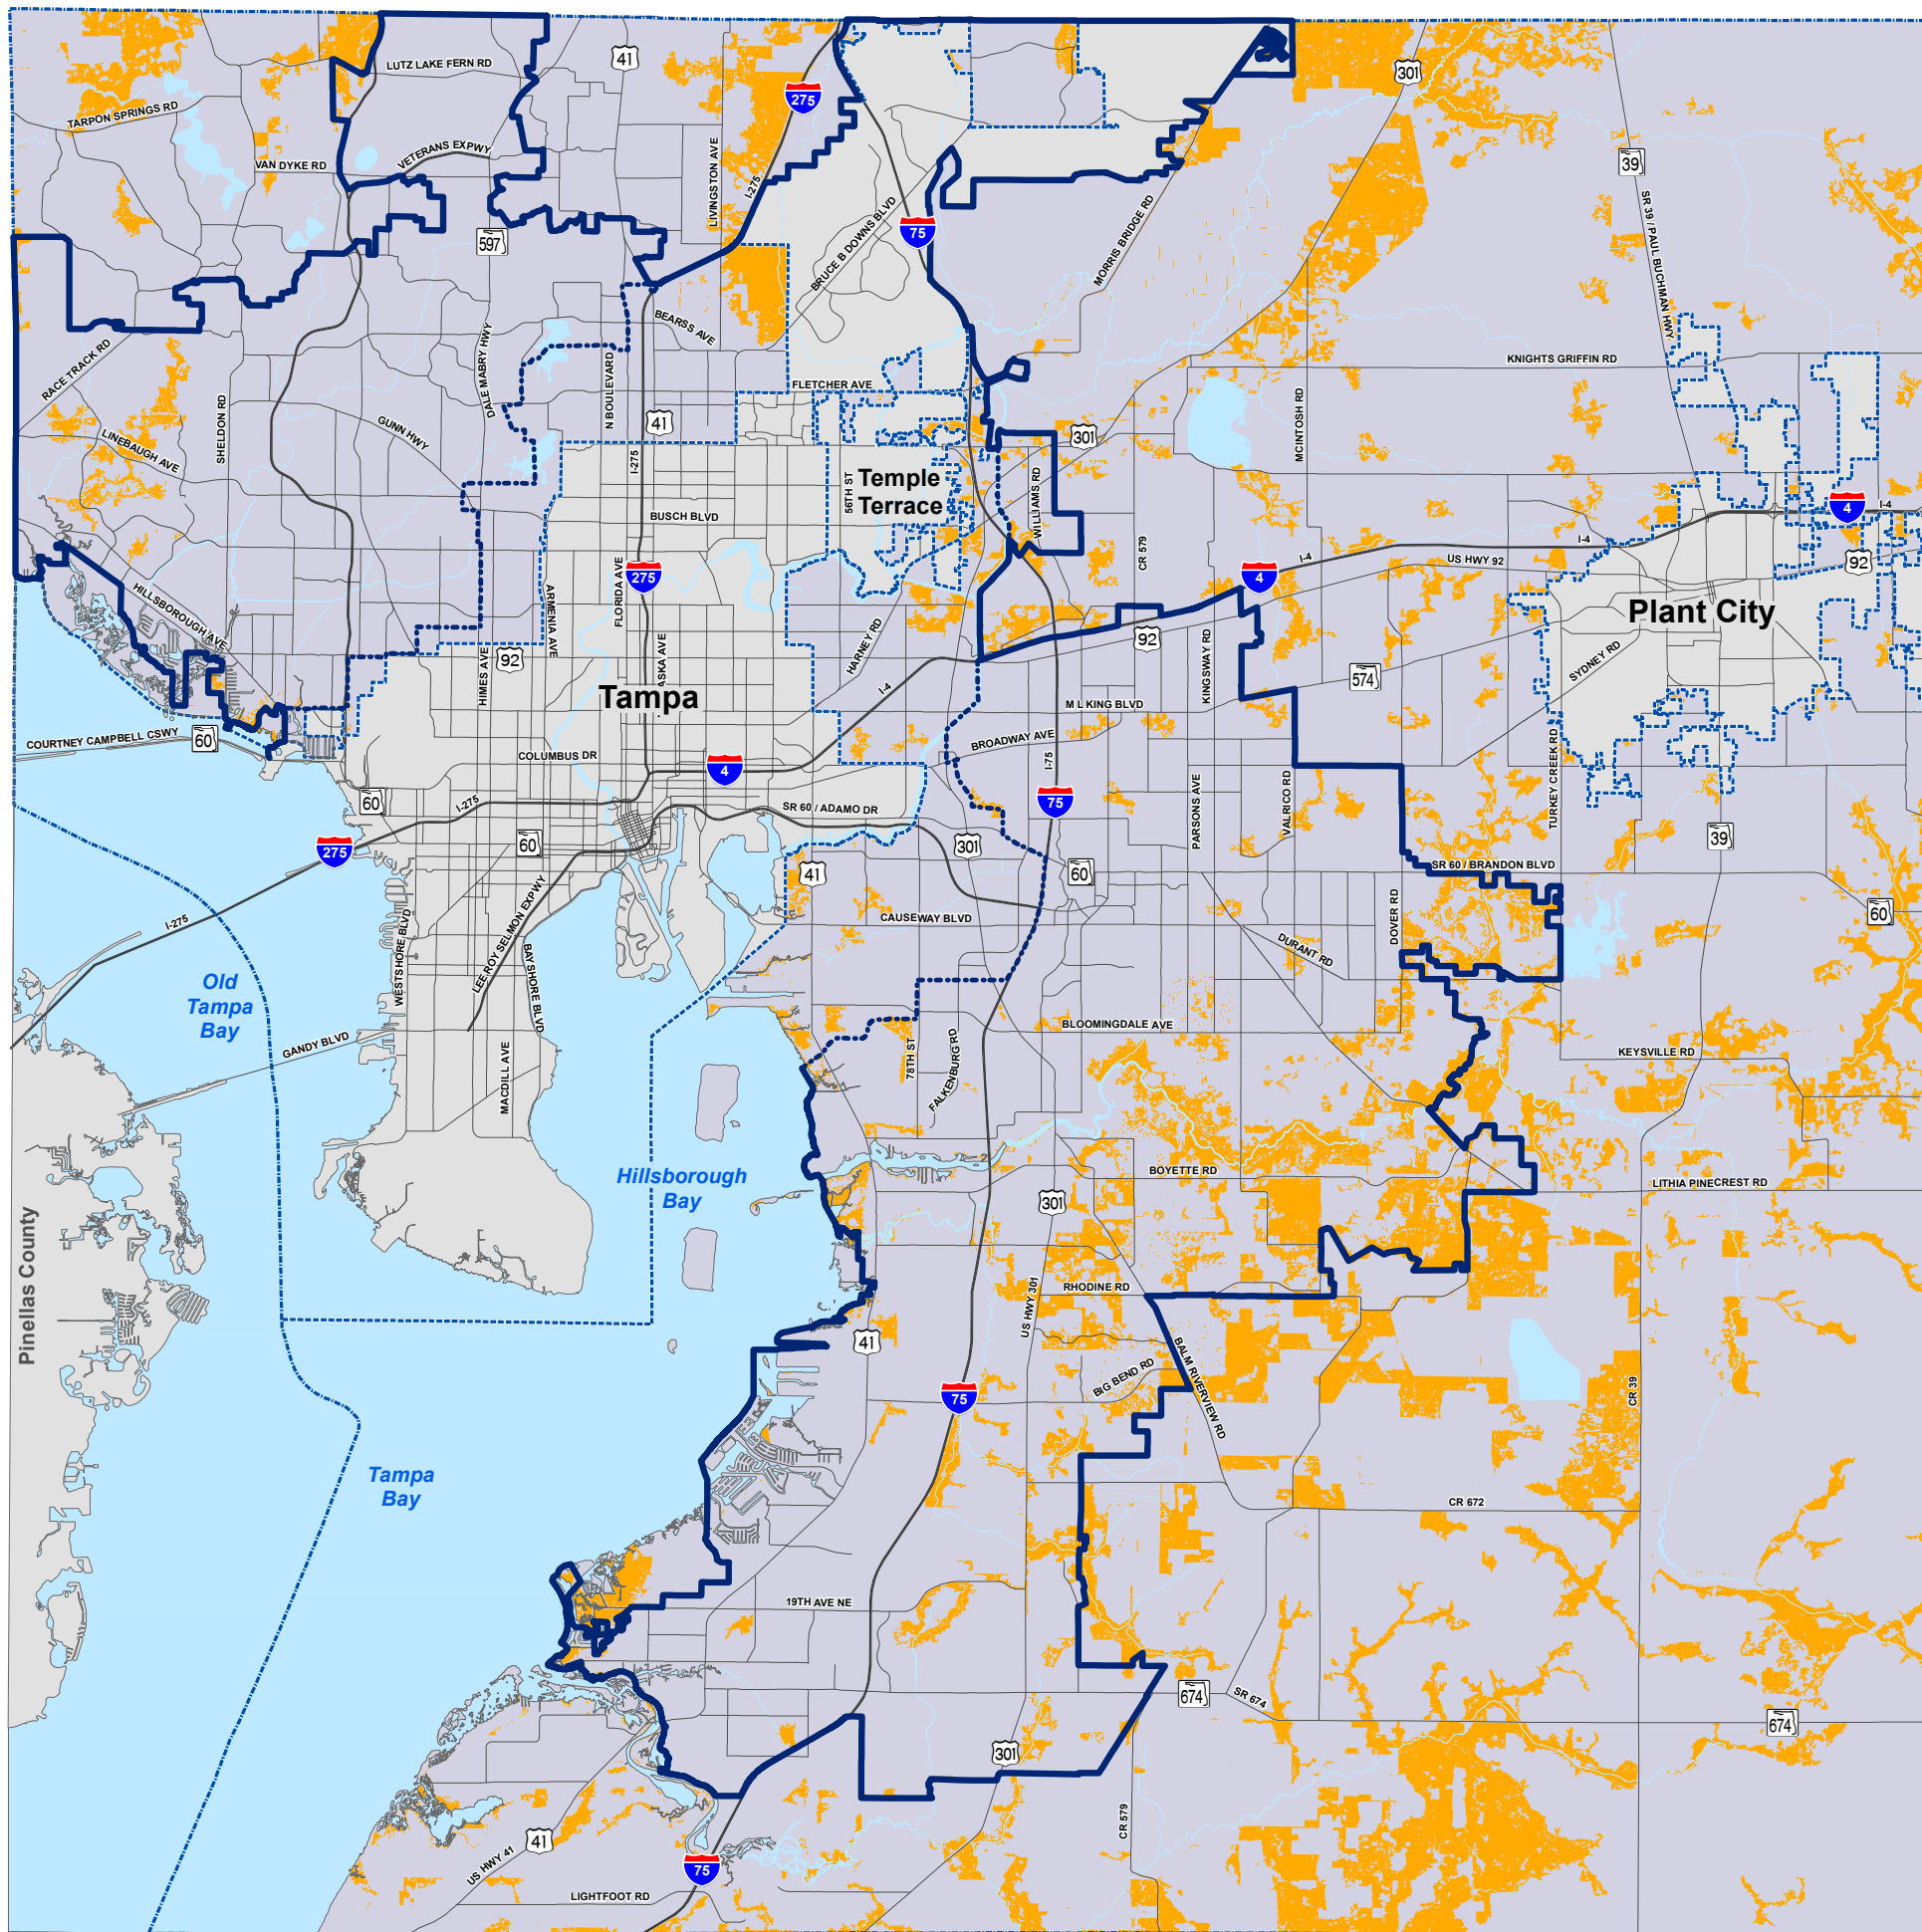 LUTZ LAKE FERN RD
41
301
275
TARPON SPRINGS RD
VETERANS EXPWY
VAN DYKE RD
39
LIVINGSTON AVE
I-275
SR 39 / PAUL BUCHMAN HWY
597
75
BRUCE B DOWNS BLVD
MORRIS BRIDGE RD
BEARSS AVE
RACE TRACK RD
DALE MABRY HWY
N BOULEVARD
KNIGHTS GRIFFIN RD
FLETCHER AVE
SHELDON RD
GUNN HWY
41
301
MCINTOSH RD
LINEBAUGH AVE
I-275
56TH ST
Temple
Terrace
WILLIAMS RD
BUSCH BLVD
4
I-4
I-4
I-4
US HWY 92
92
CR 579
275
4
FLORIDA AVE
ARMENIA AVE
HILLSBOROUGH AVE
Plant City
92
HARNEY RD
HIMES AVE
92
ASKA AVE
KINGSWAY RD
SYDNEY RD
574
I-4
Tampa
M L KING BLVD
60
COURTNEY CAMPBELL CSWY
COLUMBUS DR
BROADWAY AVE
I-75
4
TURKEY CREEK RD
60
I-275
SR 60 / ADAMO DR
75
PARSONS AVE
VALRICO RD
275
60
301
39
41
60
SR 60 / BRANDON BLVD
I-275
WESTSHORE BLVD
LEE ROY SELMON EXPWY
BAY SHORE BLVD
CAUSEWAY BLVD
DOVER RD
60
DURANT RD
Old
Tampa
Bay
GANDY BLVD
MACDILL AVE
BLOOMINGDALE AVE
78TH ST
FALKENBURG RD
KEYSVILLE RD
Hillsborough
Bay
BOYETTE RD
301
LITHIA PINECREST RD
Pinellas County
RHODINE RD
US HWY 301
41
BALM RIVERVIEW RD
BIG BEND RD
75
CR 39
Tampa
Bay
CR 672
19TH AVE NE
674
SR 674
674
301
CR 579
41
US HWY 41
75
LIGHTFOOT RD